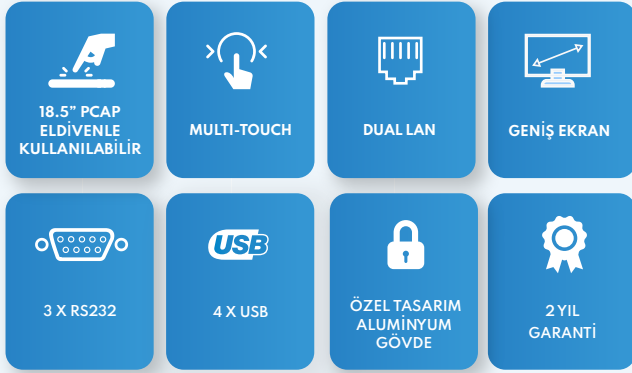 18.5” PCAP
ELDİVENLE
KULLANILABİLİR
MULTI-TOUCH
DUAL LAN
GENİŞ EKRAN
3 X RS232
USB
4 X USB
ÖZEL TASARIM
ALUMİNYUM
GÖVDE
2 YIL
GARANTİ